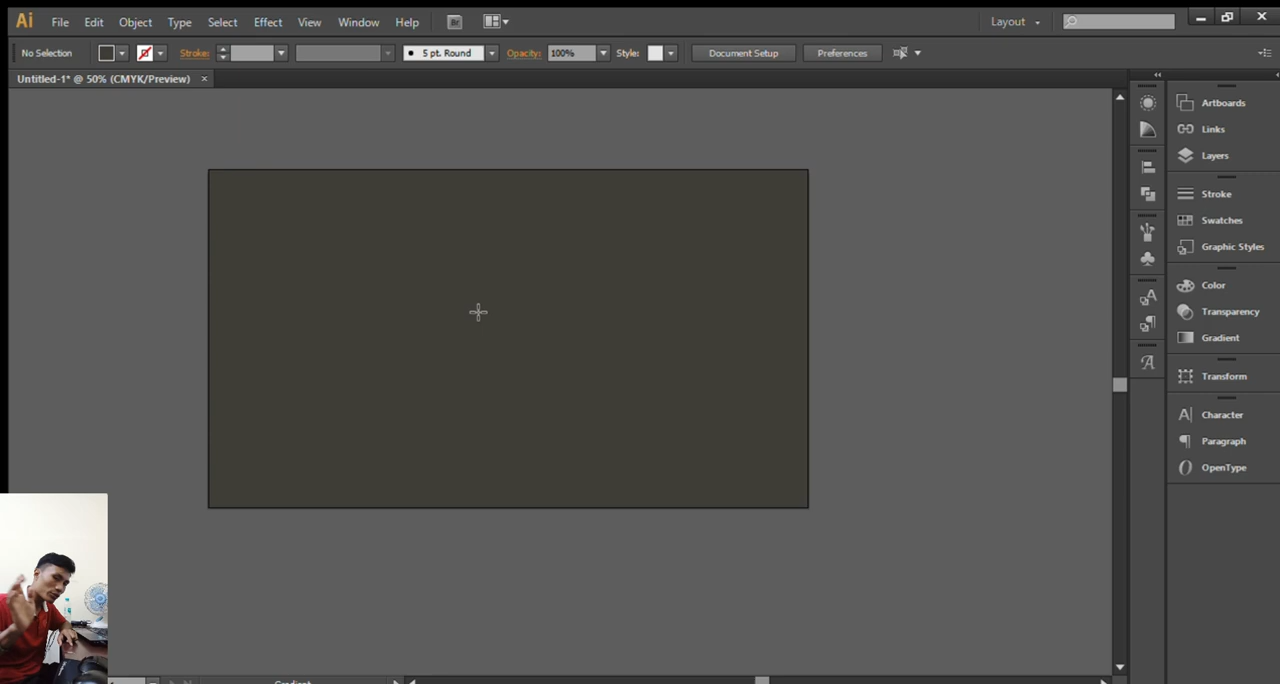 Ai File Edit Object Type Select Effect View Window Help Br Layout
No Selection Stroke: 5 pt. Round Opacity: 100% Style: Document Setup Preferences
Untitled-1* @ 50% (CMYK/Preview) ×
Artboards
Links
Layers
Stroke
Swatches
Graphic Styles
Color
Transparency
Gradient
Transform
Character
Paragraph
OpenType
Gradient